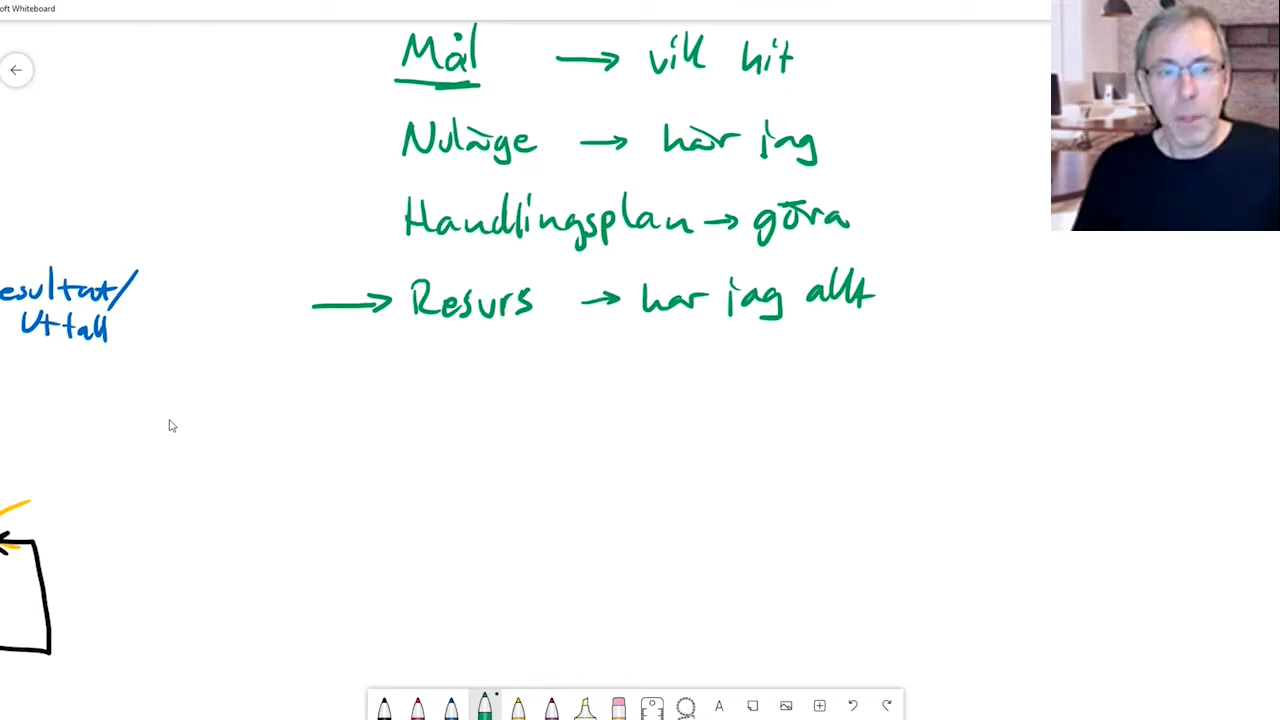 oft Whiteboard
Mål → vill hit
Nuläge → här jag
Handlingsplan → göra
→ Resurs → har jag allt
esultat/
Utfall
A